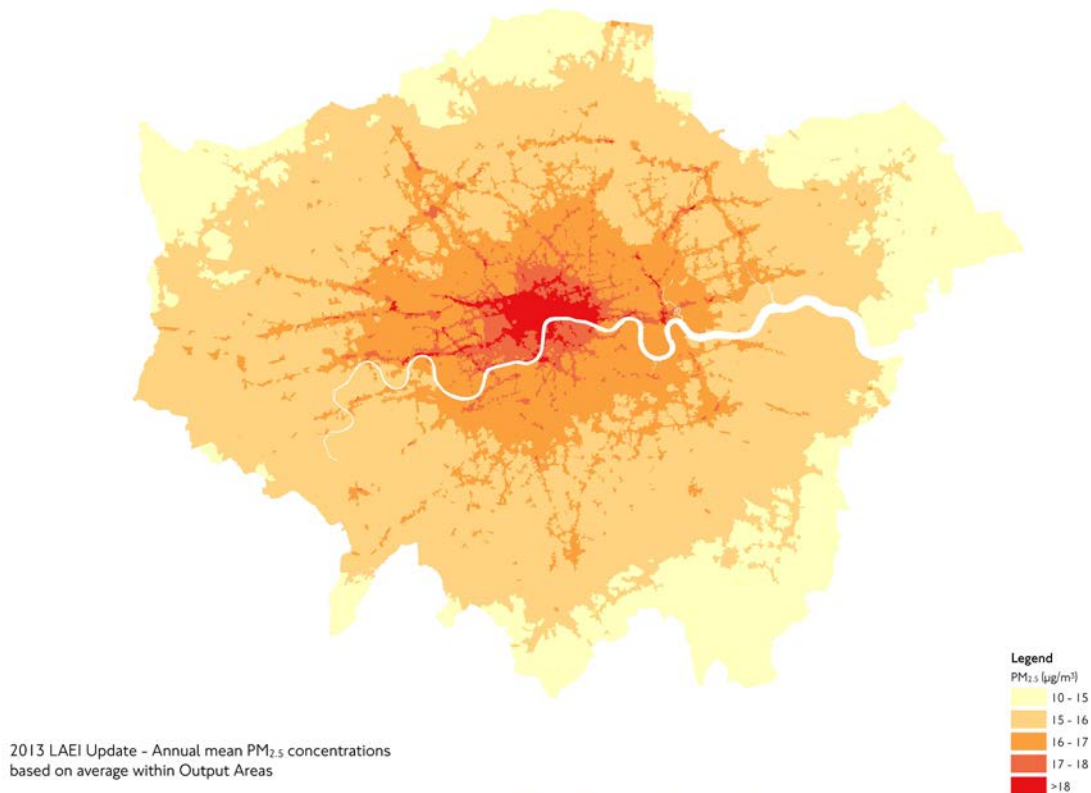 Legend
PM₂.₅ (µg/m³)
10 - 15
15 - 16
16 - 17
17 - 18
>18
2013 LAEI Update - Annual mean PM₂.₅ concentrations
based on average within Output Areas